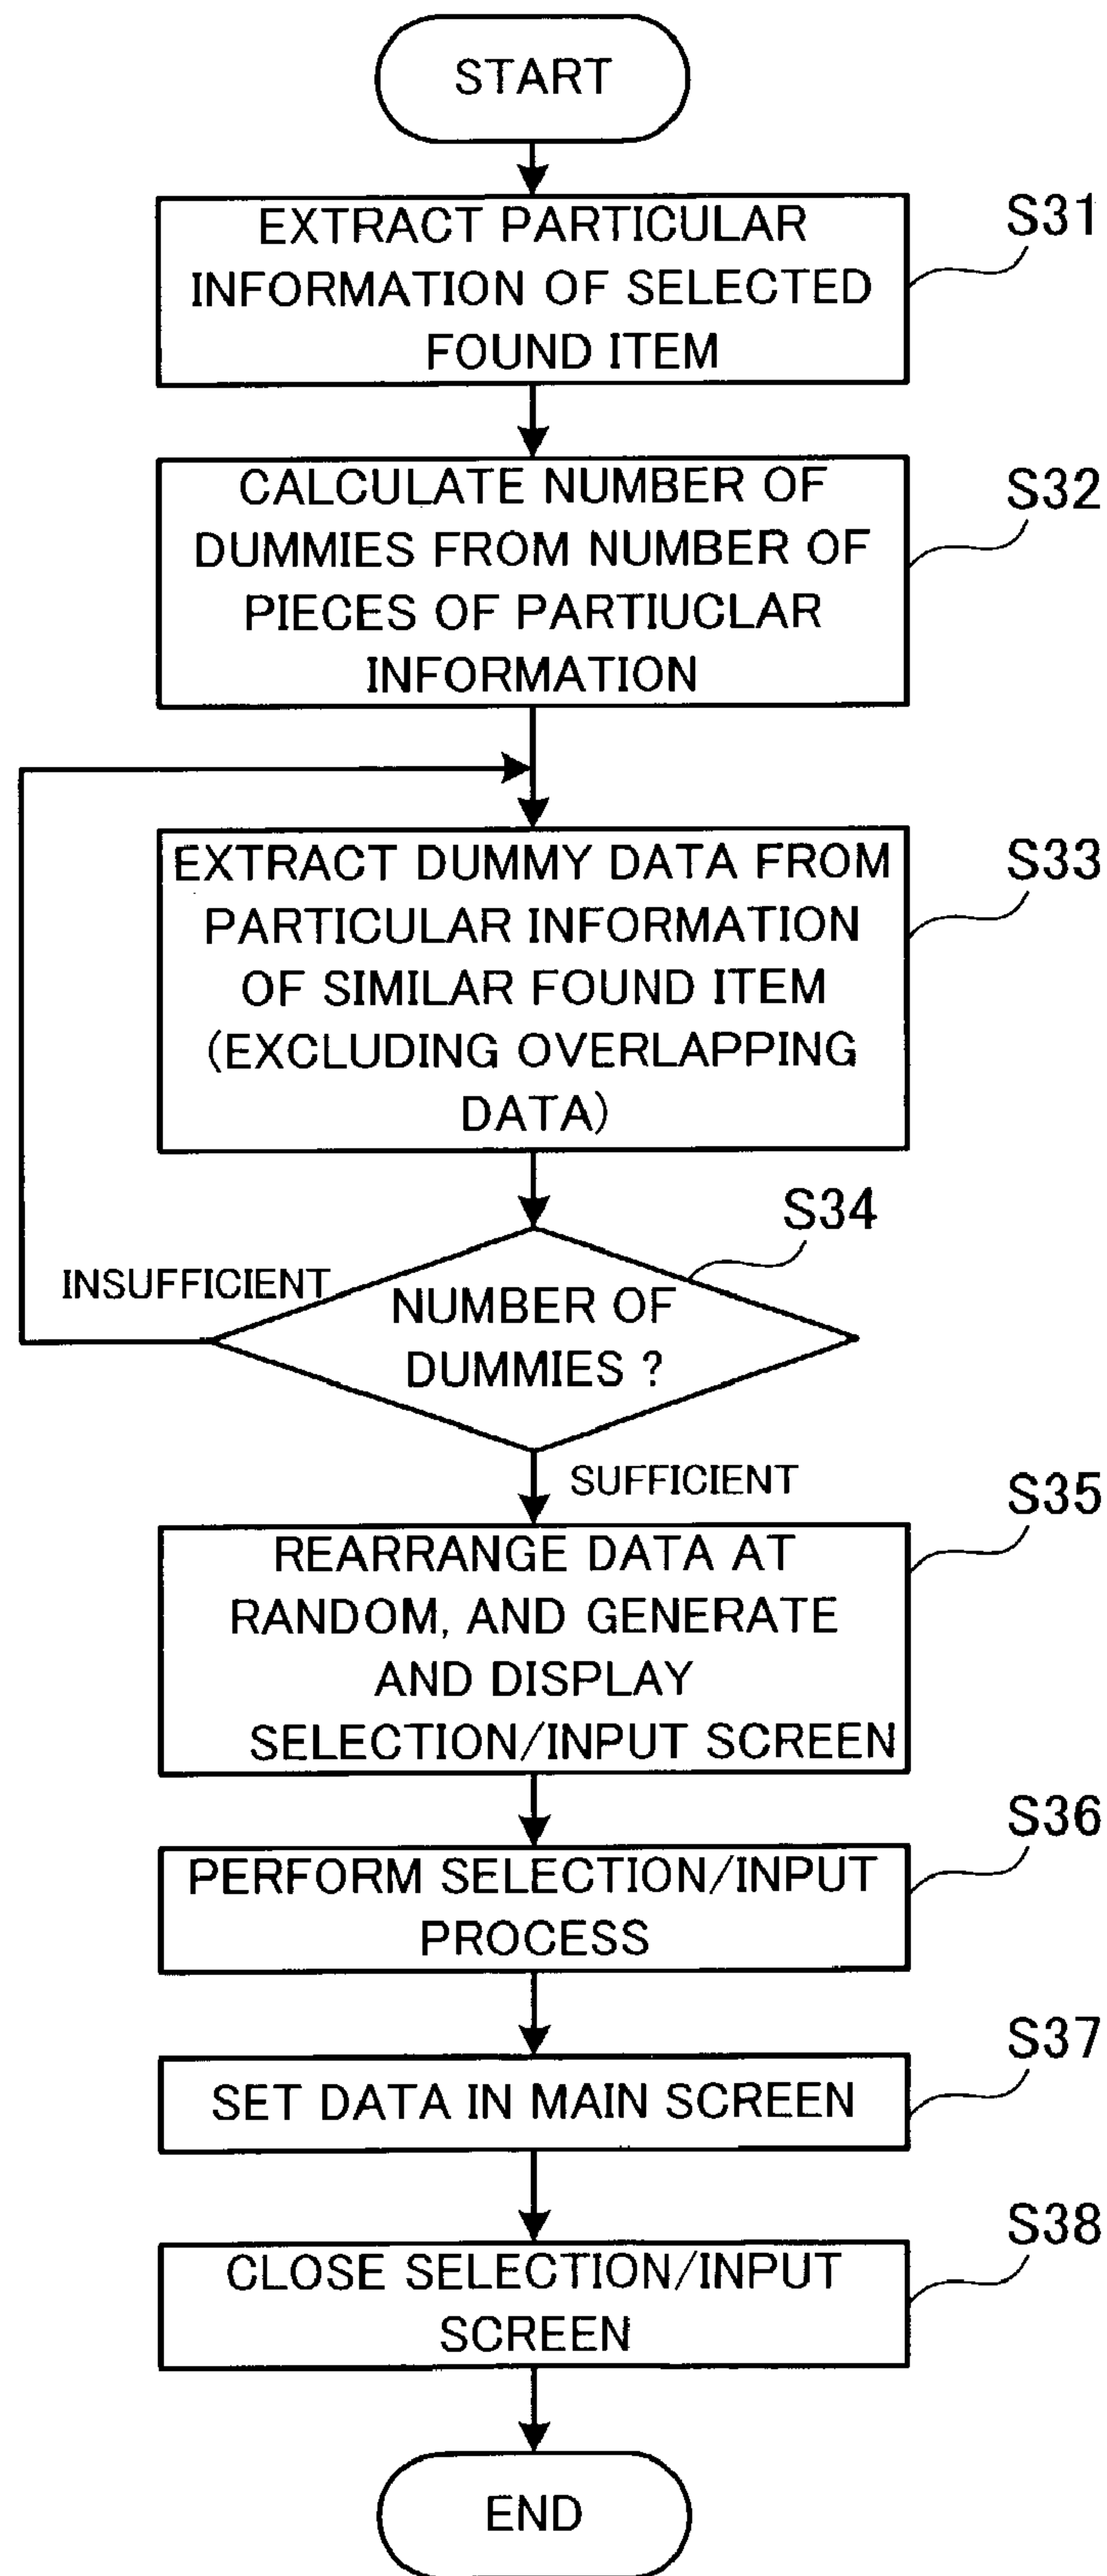 START
EXTRACT PARTICULAR
INFORMATION OF SELECTED
FOUND ITEM
S31
CALCULATE NUMBER OF
DUMMIES FROM NUMBER OF
PIECES OF PARTIUCLAR
INFORMATION
S32
EXTRACT DUMMY DATA FROM
PARTICULAR INFORMATION
OF SIMILAR FOUND ITEM
(EXCLUDING OVERLAPPING
DATA)
S33
S34
INSUFFICIENT
NUMBER OF
DUMMIES ?
SUFFICIENT
REARRANGE DATA AT
RANDOM, AND GENERATE
AND DISPLAY
SELECTION/INPUT SCREEN
S35
PERFORM SELECTION/INPUT
PROCESS
S36
SET DATA IN MAIN SCREEN
S37
CLOSE SELECTION/INPUT
SCREEN
S38
END